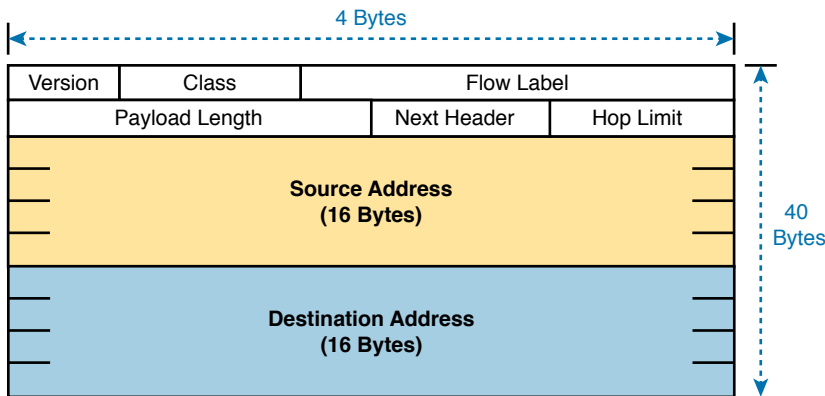 4 Bytes
Version Class Flow Label
Payload Length Next Header Hop Limit
Source Address
(16 Bytes)
40
Bytes
Destination Address
(16 Bytes)